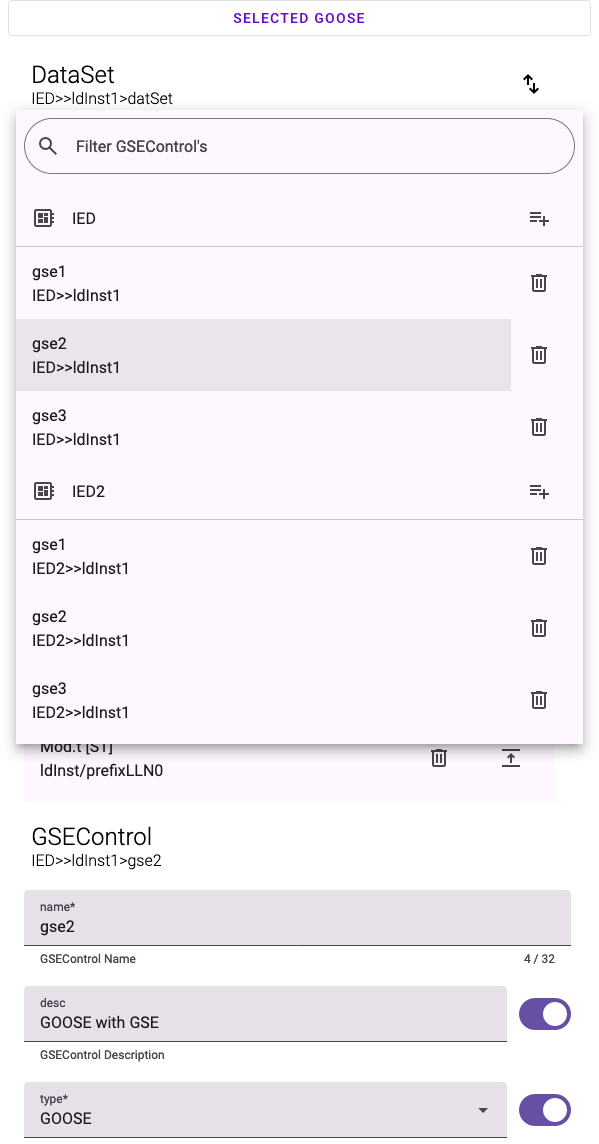 SELECTED GOOSE
DataSet
IED>>ldInst1>datSet
Filter GSEControl's
IED
gse1
IED>>ldInst1
gse2
IED>>ldInst1
gse3
IED>>ldInst1
IED2
gse1
IED2>>ldInst1
gse2
IED2>>ldInst1
gse3
IED2>>ldInst1
Mod.t [ST]
ldInst/prefixLLN0
GSEControl
IED>>ldInst1>gse2
name*
gse2
GSEControl Name 4 / 32
desc
GOOSE with GSE
GSEControl Description
type*
GOOSE